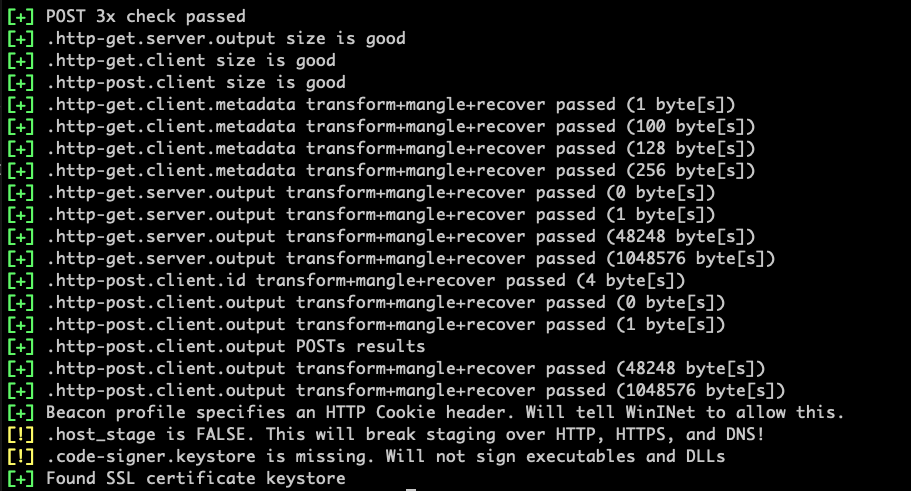 [+] POST 3x check passed
[+] .http-get.server.output size is good
[+] .http-get.client size is good
[+] .http-post.client size is good
[+] .http-get.client.metadata transform+mangle+recover passed (1 byte[s])
[+] .http-get.client.metadata transform+mangle+recover passed (100 byte[s])
[+] .http-get.client.metadata transform+mangle+recover passed (128 byte[s])
[+] .http-get.client.metadata transform+mangle+recover passed (256 byte[s])
[+] .http-get.server.output transform+mangle+recover passed (0 byte[s])
[+] .http-get.server.output transform+mangle+recover passed (1 byte[s])
[+] .http-get.server.output transform+mangle+recover passed (48248 byte[s])
[+] .http-get.server.output transform+mangle+recover passed (1048576 byte[s])
[+] .http-post.client.id transform+mangle+recover passed (4 byte[s])
[+] .http-post.client.output transform+mangle+recover passed (0 byte[s])
[+] .http-post.client.output transform+mangle+recover passed (1 byte[s])
[+] .http-post.client.output POSTs results
[+] .http-post.client.output transform+mangle+recover passed (48248 byte[s])
[+] .http-post.client.output transform+mangle+recover passed (1048576 byte[s])
[+] Beacon profile specifies an HTTP Cookie header. Will tell WinINet to allow this.
[!] .host_stage is FALSE. This will break staging over HTTP, HTTPS, and DNS!
[!] .code-signer.keystore is missing. Will not sign executables and DLLs
[+] Found SSL certificate keystore